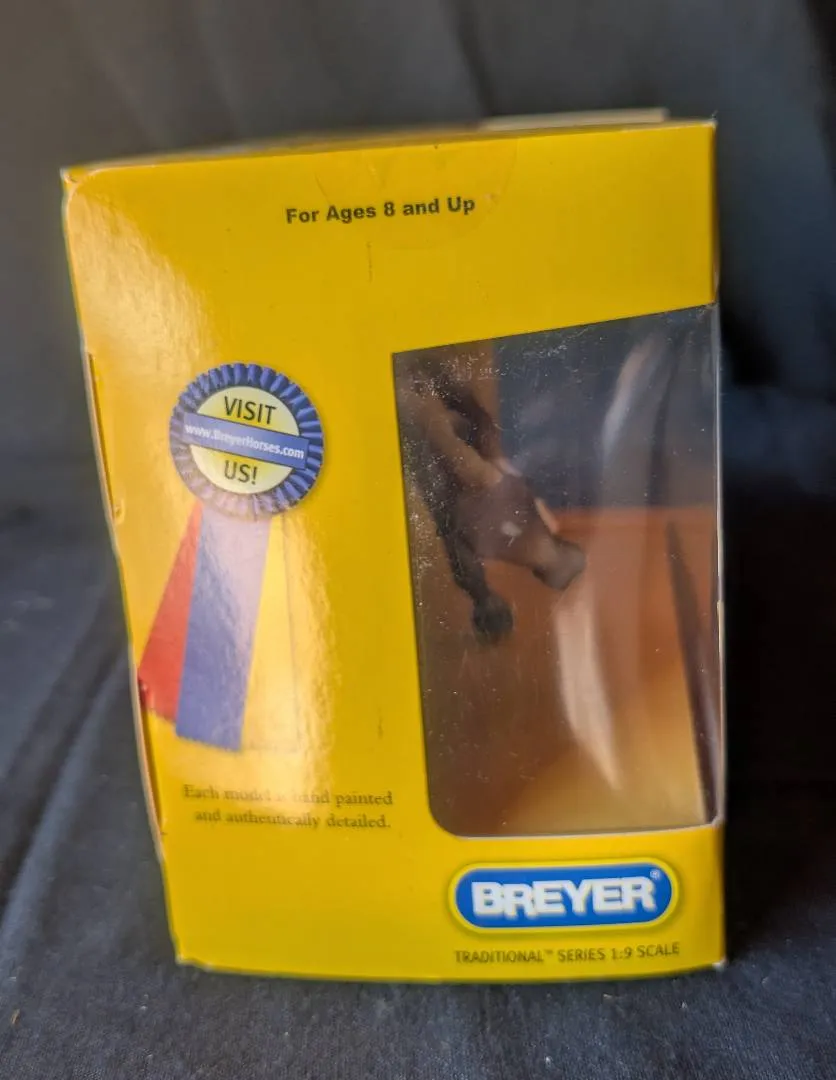 For Ages 8 and Up
VISIT
www.BreyerHorses.com
US!
Each model is hand painted
and authentically detailed.
BREYER®
TRADITIONAL™ SERIES 1:9 SCALE